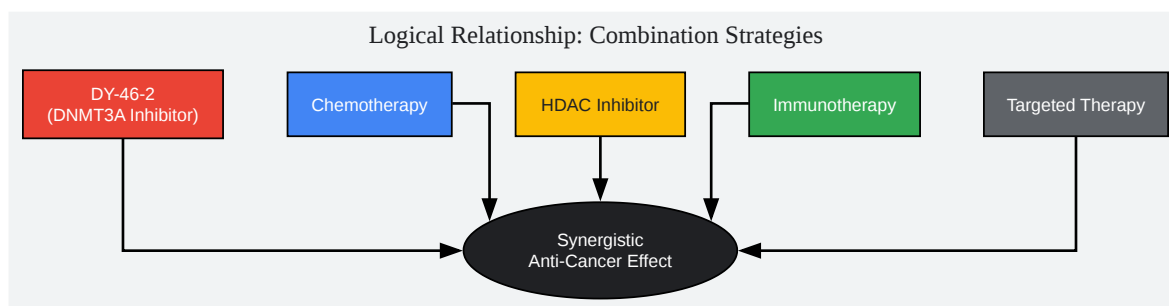 Logical Relationship: Combination Strategies
DY-46-2
(DNMT3A Inhibitor)
Chemotherapy
HDAC Inhibitor
Immunotherapy
Targeted Therapy
Synergistic
Anti-Cancer Effect